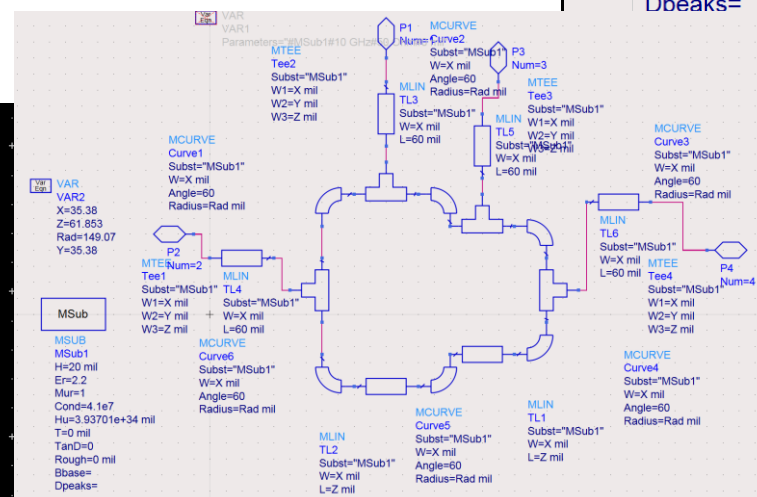 Dpeaks=
Var
Eqn
VAR
VAR1
P1
Num=1
MCURVE
Curve2
Subst="MSub1"
W=X mil
Angle=60
Radius=Rad mil
P3
Num=3
MTEE
Tee2
Subst="MSub1"
W1=X mil
W2=Y mil
W3=Z mil
MLIN
TL3
Subst="MSub1"
W=X mil
L=60 mil
MLIN
TL5
Subst="MSub1"
W=X mil
L=60 mil
MTEE
Tee3
Subst="MSub1"
W1=X mil
W2=Y mil
W3=Z mil
MCURVE
Curve3
Subst="MSub1"
W=X mil
Angle=60
Radius=Rad mil
MCURVE
Curve1
Subst="MSub1"
W=X mil
Angle=60
Radius=Rad mil
Var
Eqn
VAR
VAR2
X=35.38
Z=61.853
Rad=149.07
Y=35.38
P2
Num=2
MTEE
Tee1
Subst="MSub1"
W1=X mil
W2=Y mil
W3=Z mil
MLIN
TL4
Subst="MSub1"
W=X mil
L=60 mil
MLIN
TL6
Subst="MSub1"
W=X mil
L=60 mil
MTEE
Tee4
Subst="MSub1"
W1=X mil
W2=Y mil
W3=Z mil
P4
Num=4
MSub
MSUB
MSub1
H=20 mil
Er=2.2
Mur=1
Cond=4.1e7
Hu=3.93701e+34 mil
T=0 mil
TanD=0
Rough=0 mil
Bbase=
Dpeaks=
MCURVE
Curve6
Subst="MSub1"
W=X mil
Angle=60
Radius=Rad mil
MLIN
TL2
Subst="MSub1"
W=X mil
L=Z mil
MCURVE
Curve5
Subst="MSub1"
W=X mil
Angle=60
Radius=Rad mil
MLIN
TL1
Subst="MSub1"
W=X mil
L=Z mil
MCURVE
Curve4
Subst="MSub1"
W=X mil
Angle=60
Radius=Rad mil